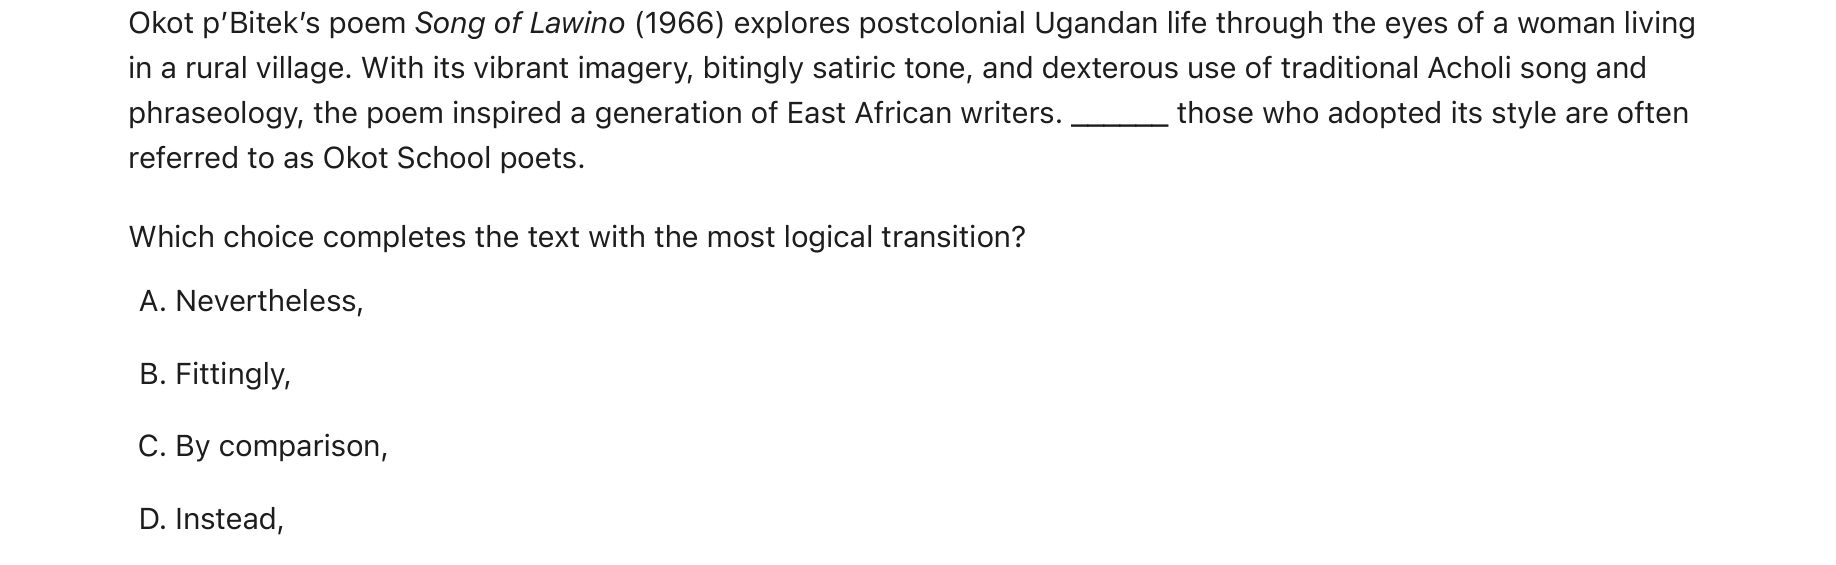 Okot p’Bitek’s poem Song of Lawino (1966) explores postcolonial Ugandan life through the eyes of a woman living
in a rural village. With its vibrant imagery, bitingly satiric tone, and dexterous use of traditional Acholi song and
phraseology, the poem inspired a generation of East African writers. ______ those who adopted its style are often
referred to as Okot School poets.
Which choice completes the text with the most logical transition?
A. Nevertheless,
B. Fittingly,
C. By comparison,
D. Instead,